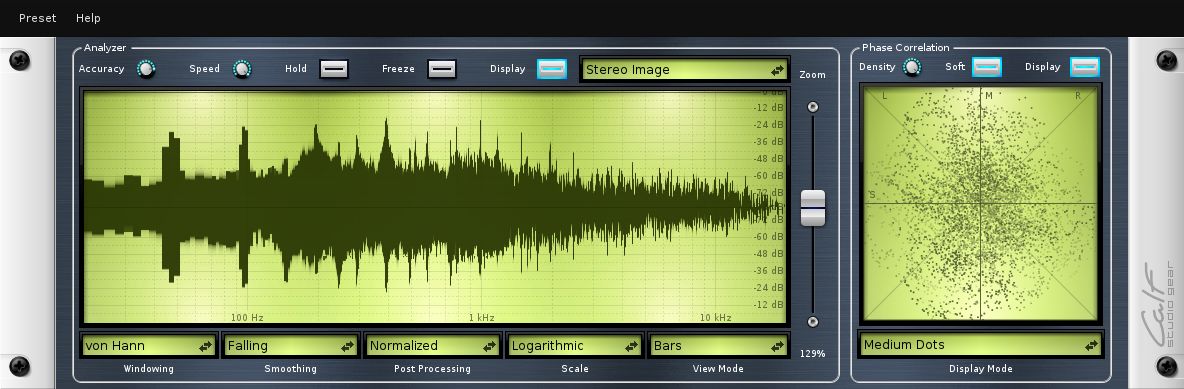 Preset Help
Analyzer
Accuracy Speed Hold Freeze Display Stereo Image Zoom
0 dB
-12 dB
-24 dB
-36 dB
-48 dB
-60 dB
-72 dB
-60 dB
-48 dB
-36 dB
-24 dB
-12 dB
100 Hz 1 kHz 10 kHz
129%
von Hann Falling Normalized Logarithmic Bars
Windowing Smoothing Post Processing Scale View Mode
Phase Correlation
Density Soft Display
L M R
S
Medium Dots
Display Mode
Calf
studio gear